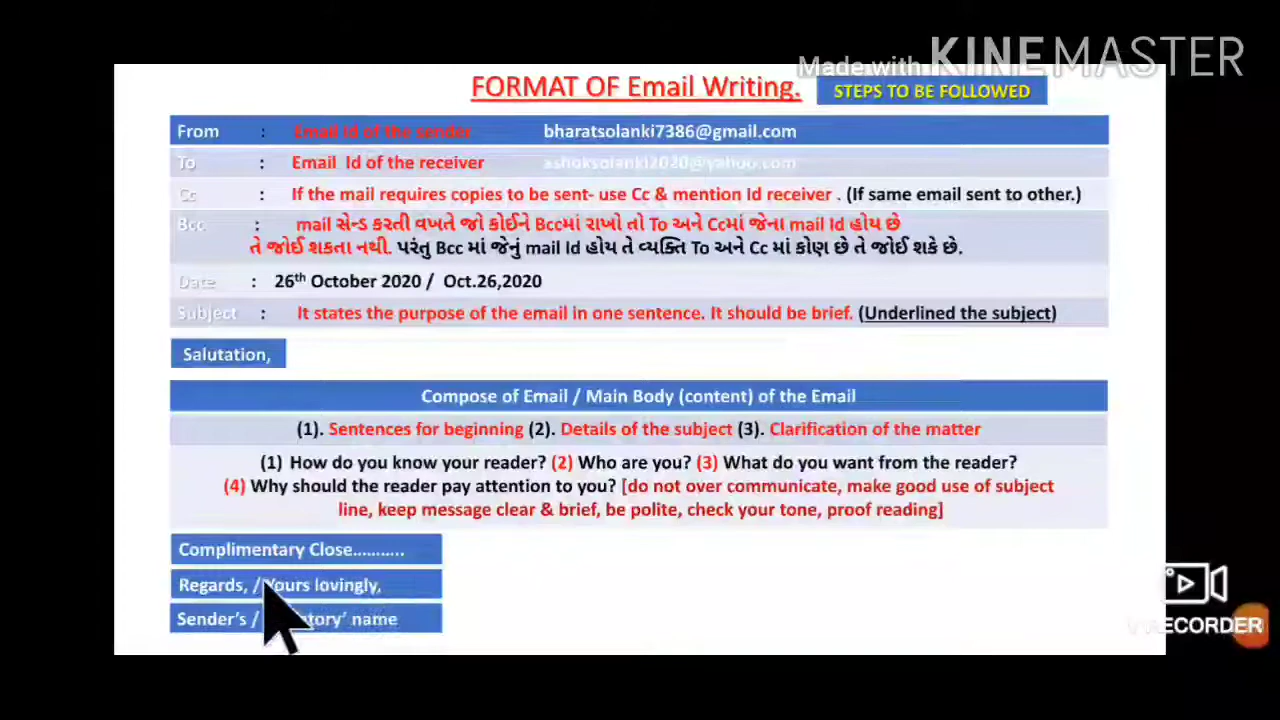 Made with KINEMASTER
FORMAT OF Email Writing.
STEPS TO BE FOLLOWED
From : Email Id of the sender bharatsolanki7386@gmail.com
To : Email Id of the receiver ashoksolanki2020@yahoo.com
Cc : If the mail requires copies to be sent- use Cc & mention Id receiver . (If same email sent to other.)
Bcc : mail સેન્ડ કરતી વખતે જો કોઈને Bccમાં રાખો તો To અને Ccમાં જેના mail Id હોય છે
તે જોઈ શકતા નથી. પરંતુ Bcc માં જેનું mail Id હોય તે વ્યક્તિ To અને Cc માં કોણ છે તે જોઈ શકે છે.
Date : 26th October 2020 / Oct.26,2020
Subject : It states the purpose of the email in one sentence. It should be brief. (Underlined the subject)
Salutation,
Compose of Email / Main Body (content) of the Email
(1). Sentences for beginning (2). Details of the subject (3). Clarification of the matter
(1) How do you know your reader? (2) Who are you? (3) What do you want from the reader?
(4) Why should the reader pay attention to you? [do not over communicate, make good use of subject
line, keep message clear & brief, be polite, check your tone, proof reading]
Complimentary Close...........
Regards, / Yours lovingly,
Sender's / name
RECORDER